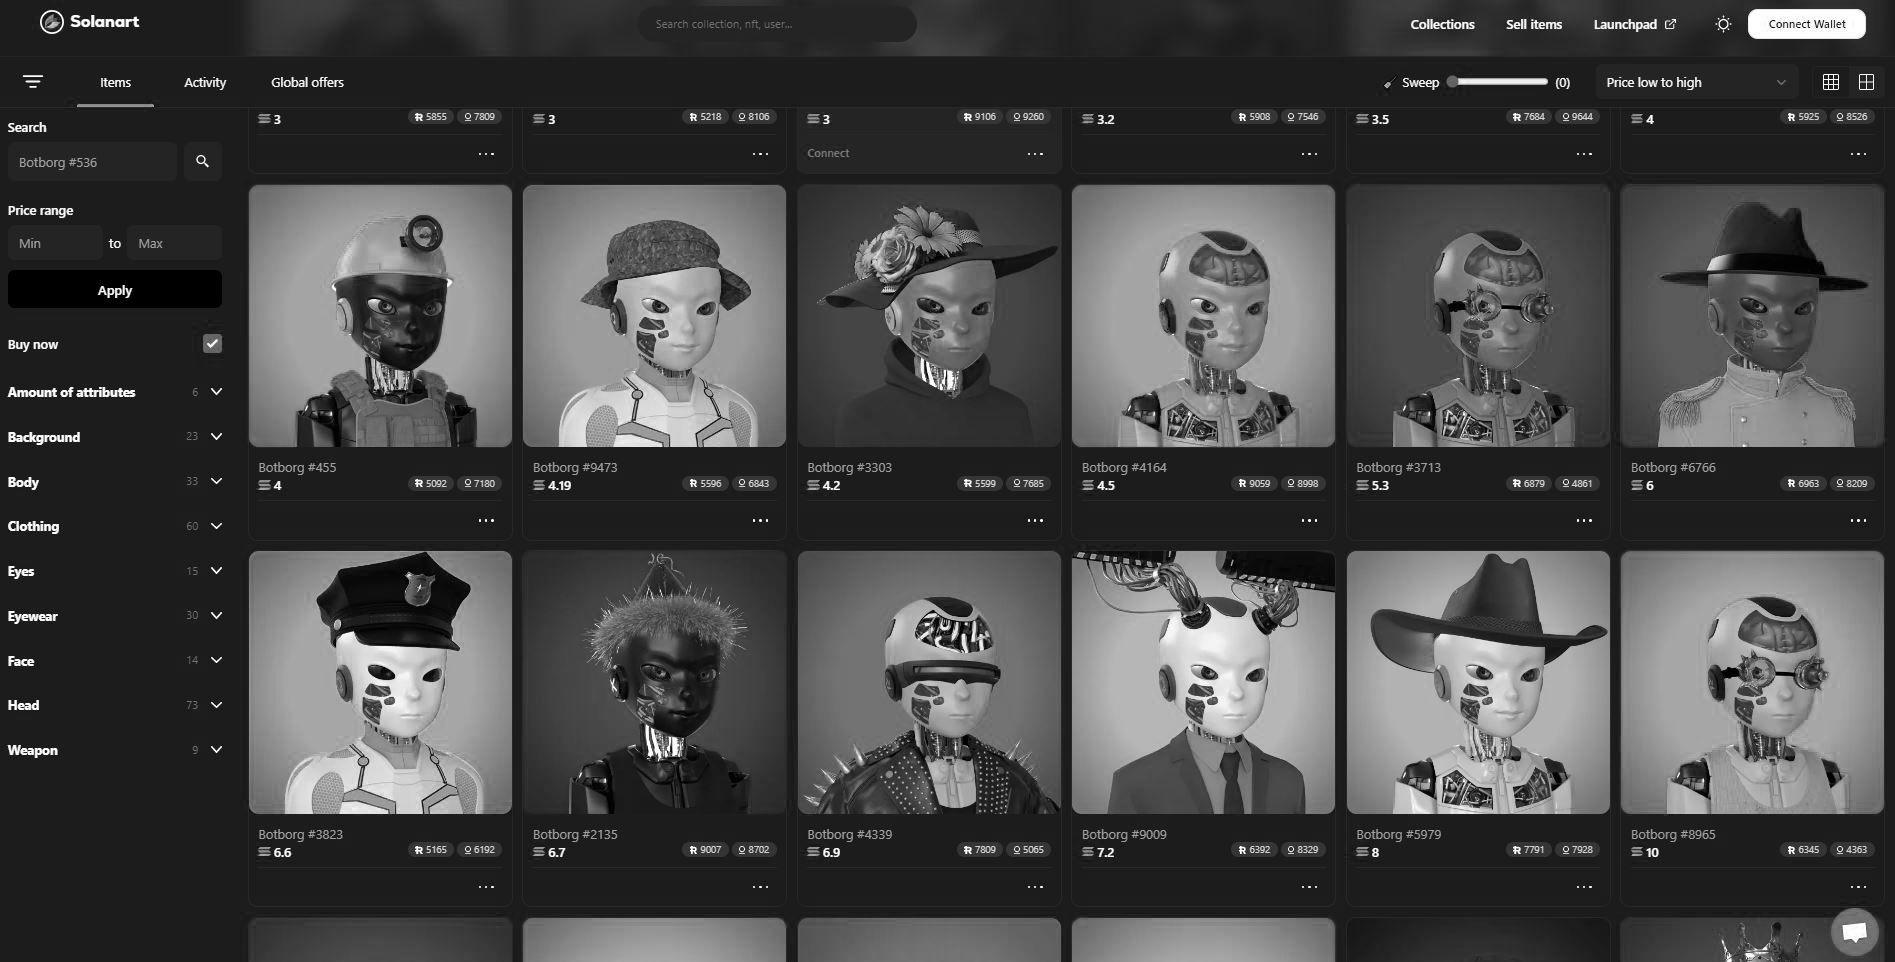 Solanart
Search collection, nft, user...
Collections
Sell items
Launchpad
Connect Wallet
Items
Activity
Global offers
Sweep
(0)
Price low to high
Search
Botborg #536
Price range
Min
to
Max
Apply
Buy now
Amount of attributes 6
Background 23
Body 33
Clothing 60
Eyes 15
Eyewear 30
Face 14
Head 73
Weapon 9
3 5855 7809
3 5218 8106
3 9106 9260
Connect
3.2 5908 7546
3.5 7684 9644
4 5925 8526
Botborg #455
4 5092 7180
Botborg #9473
4.19 5596 6843
Botborg #3303
4.2 5599 7685
Botborg #4164
4.5 9059 8998
Botborg #3713
5.3 6879 4861
Botborg #6766
6 6963 8209
Botborg #3823
6.6 5165 6192
Botborg #2135
6.7 9007 8702
Botborg #4339
6.9 7809 5065
Botborg #9009
7.2 6392 8329
Botborg #5979
8 7791 7928
Botborg #8965
10 6345 4363